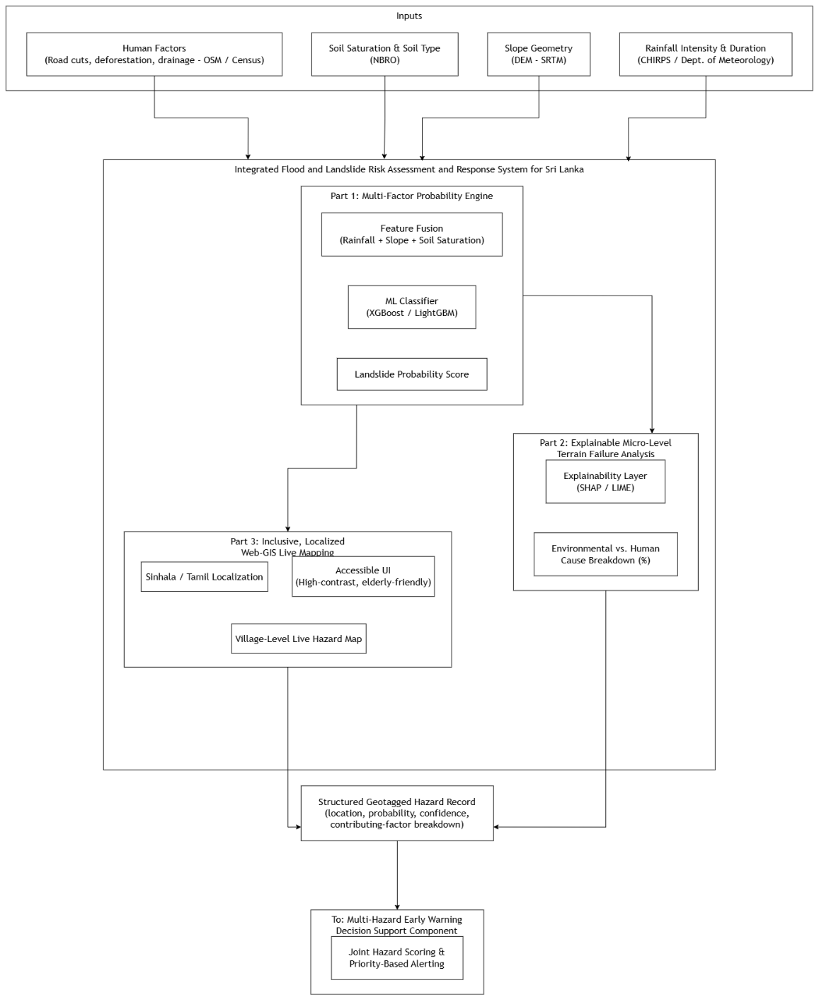 Inputs
Human Factors
(Road cuts, deforestation, drainage - OSM / Census)
Soil Saturation & Soil Type
(NBRO)
Slope Geometry
(DEM - SRTM)
Rainfall Intensity & Duration
(CHIRPS / Dept. of Meteorology)
Integrated Flood and Landslide Risk Assessment and Response System for Sri Lanka
Part 1: Multi-Factor Probability Engine
Feature Fusion
(Rainfall + Slope + Soil Saturation)
ML Classifier
(XGBoost / LightGBM)
Landslide Probability Score
Part 2: Explainable Micro-Level
Terrain Failure Analysis
Explainability Layer
(SHAP / LIME)
Environmental vs. Human
Cause Breakdown (%)
Part 3: Inclusive, Localized
Web-GIS Live Mapping
Sinhala / Tamil Localization
Accessible UI
(High-contrast, elderly-friendly)
Village-Level Live Hazard Map
Structured Geotagged Hazard Record
(location, probability, confidence,
contributing-factor breakdown)
To: Multi-Hazard Early Warning
Decision Support Component
Joint Hazard Scoring &
Priority-Based Alerting